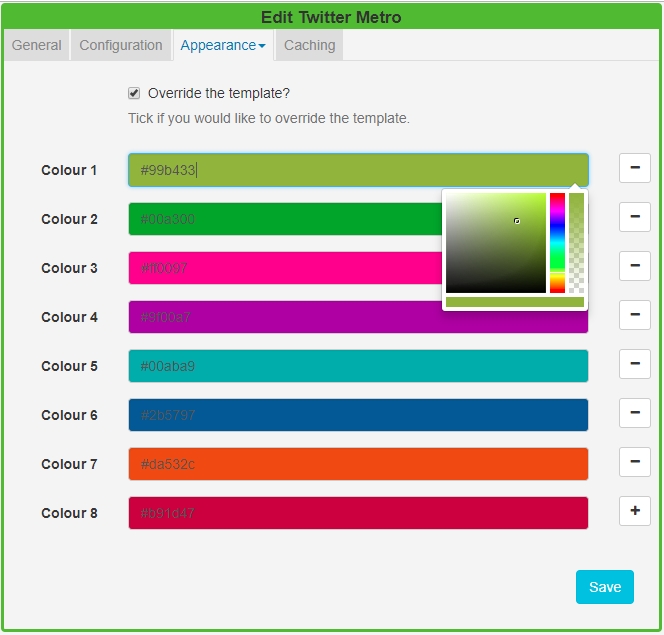 Edit Twitter Metro
General Configuration Appearance Caching
Override the template?
Tick if you would like to override the template.
Colour 1 #99b433 −
Colour 2 #00a300 −
Colour 3 #ff0097 −
Colour 4 −
Colour 5 #00aba9 −
Colour 6 #2b5797 −
Colour 7 #da532c −
Colour 8 #b91d47 +
Save